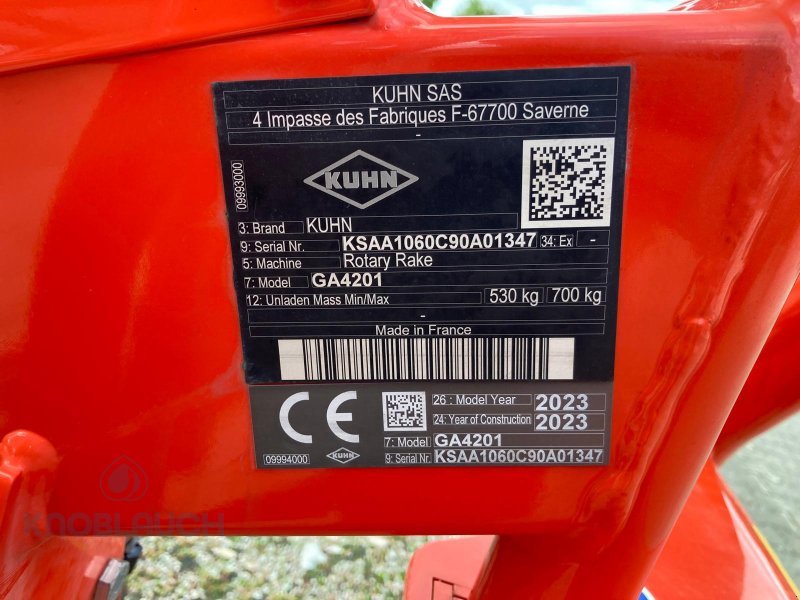 KUHN SAS
4 Impasse des Fabriques F-67700 Saverne
-
09993000
KUHN
3: Brand KUHN
9: Serial Nr. KSAA1060C90A01347 34: Ex -
5: Machine Rotary Rake
7: Model GA4201
12: Unladen Mass Min/Max 530 kg 700 kg
-
Made in France
CE 26 : Model Year 2023
24: Year of Construction 2023
7: Model GA4201
09994000 KUHN 9: Serial Nr. KSAA1060C90A01347
KNOBLAUCH